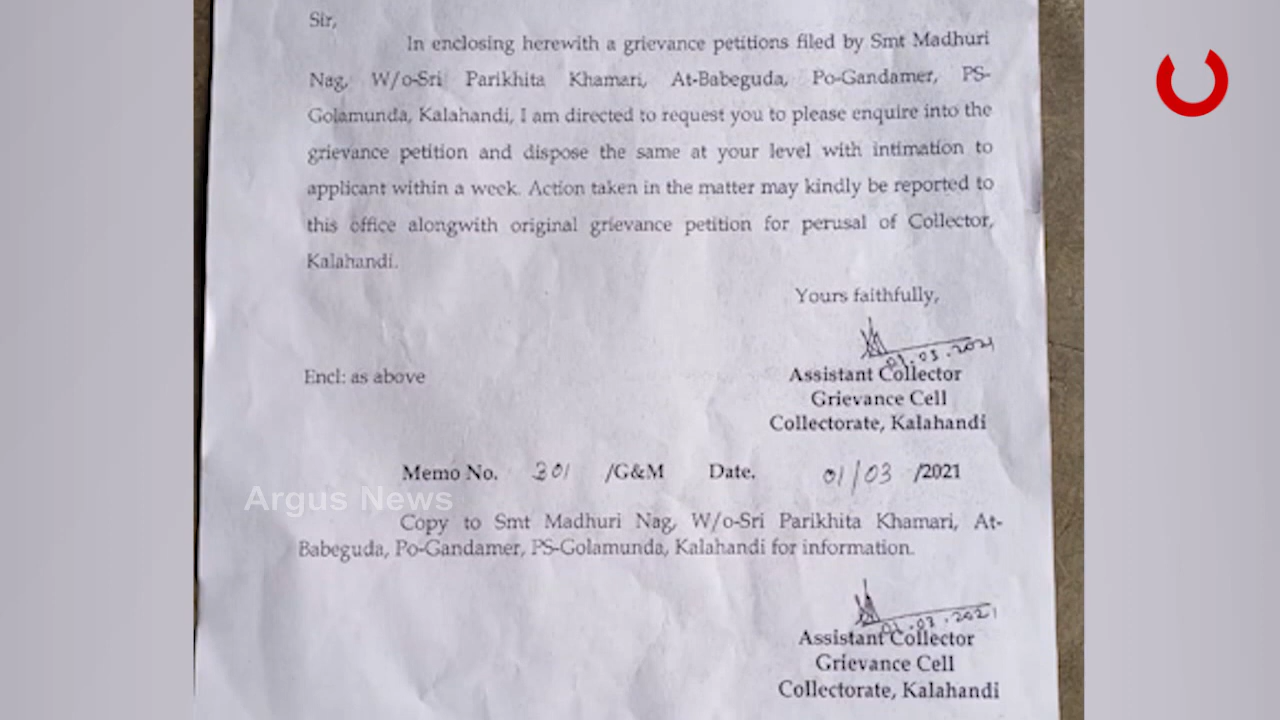 Sir,
In enclosing herewith a grievance petitions filed by Smt Madhuri
Nag, W/o-Sri Parikhita Khamari, At-Babeguda, Po-Gandamer, PS-
Golamunda, Kalahandi, I am directed to request you to please enquire into the
grievance petition and dispose the same at your level with intimation to
applicant within a week. Action taken in the matter may kindly be reported to
this office alongwith original grievance petition for perusal of Collector,
Kalahandi.
Yours faithfully,
01.03.2021
Encl: as above
Assistant Collector
Grievance Cell
Collectorate, Kalahandi
Memo No. 301 /G&M Date. 01/03 /2021
Argus News
Copy to Smt Madhuri Nag, W/o-Sri Parikhita Khamari, At-
Babeguda, Po-Gandamer, PS-Golamunda, Kalahandi for information.
01.03.2021
Assistant Collector
Grievance Cell
Collectorate, Kalahandi